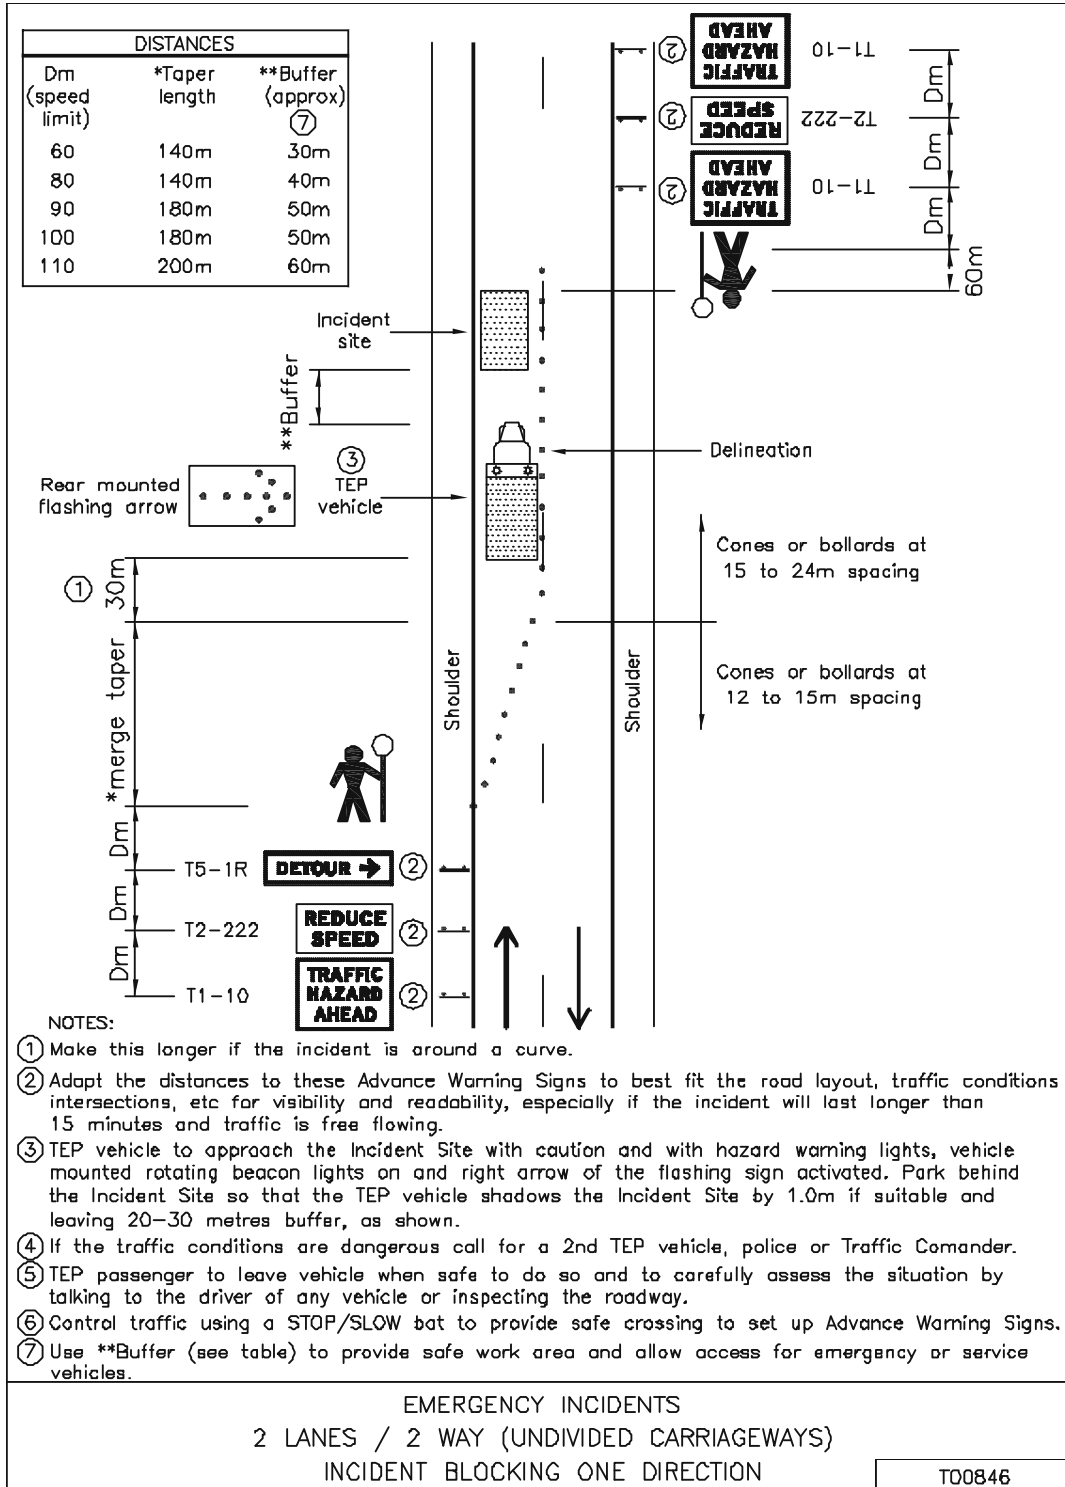 DISTANCES
Dm *Taper **Buffer
(speed length (approx)
limit) 7
60 140m 30m
80 140m 40m
90 180m 50m
100 180m 50m
110 200m 60m
TRAFFIC
HAZARD
AHEAD
2
T1-10
Dm
REDUCE
SPEED
2
T2-222
Dm
TRAFFIC
HAZARD
AHEAD
2
T1-10
Dm
60m
Incident
site
**Buffer
3
TEP
vehicle
Rear mounted
flashing arrow
Delineation
1
30m
Cones or bollards at
15 to 24m spacing
*merge taper
Shoulder
Shoulder
Cones or bollards at
12 to 15m spacing
Dm
T5-1R DETOUR → 2
Dm
T2-222 REDUCE
SPEED 2
Dm
T1-10 TRAFFIC
HAZARD
AHEAD 2
NOTES:
1 Make this longer if the incident is around a curve.
2 Adapt the distances to these Advance Warning Signs to best fit the road layout, traffic conditions
intersections, etc for visibility and readability, especially if the incident will last longer than
15 minutes and traffic is free flowing.
3 TEP vehicle to approach the Incident Site with caution and with hazard warning lights, vehicle
mounted rotating beacon lights on and right arrow of the flashing sign activated. Park behind
the Incident Site so that the TEP vehicle shadows the Incident Site by 1.0m if suitable and
leaving 20-30 metres buffer, as shown.
4 If the traffic conditions are dangerous call for a 2nd TEP vehicle, police or Traffic Comander.
5 TEP passenger to leave vehicle when safe to do so and to carefully assess the situation by
talking to the driver of any vehicle or inspecting the roadway.
6 Control traffic using a STOP/SLOW bat to provide safe crossing to set up Advance Warning Signs.
7 Use **Buffer (see table) to provide safe work area and allow access for emergency or service
vehicles.
EMERGENCY INCIDENTS
2 LANES / 2 WAY (UNDIVIDED CARRIAGEWAYS)
INCIDENT BLOCKING ONE DIRECTION
T00846